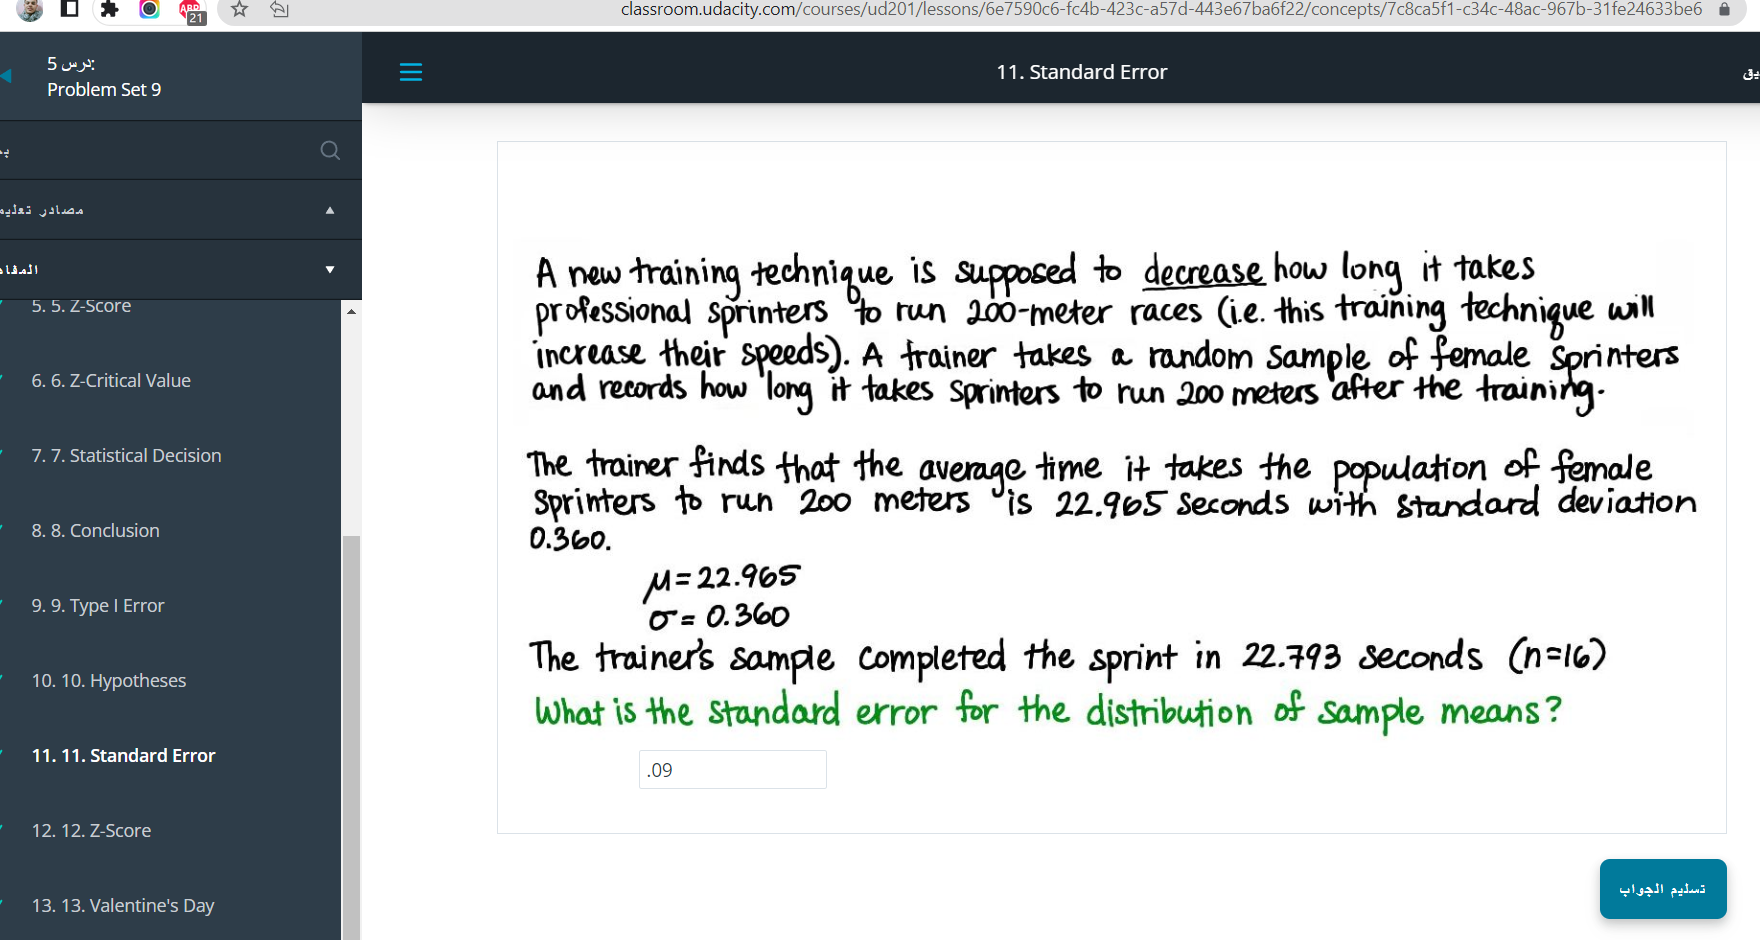 ABP
21
classroom.udacity.com/courses/ud201/lessons/6e7590c6-fc4b-423c-a57d-443e67ba6f22/concepts/7c8ca5f1-c34c-48ac-967b-31fe24633be6
درس 5:
Problem Set 9
11. Standard Error
مصادر تعليم
المفا
5. 5. Z-Score
6. 6. Z-Critical Value
7. 7. Statistical Decision
8. 8. Conclusion
9. 9. Type I Error
10. 10. Hypotheses
11. 11. Standard Error
12. 12. Z-Score
13. 13. Valentine's Day
A new training technique is supposed to decrease how long it takes
professional sprinters to run 200-meter races (i.e. this training technique will
increase their speeds). A trainer takes a random sample of female sprinters
and records how long it takes sprinters to run 200 meters after the training.
The trainer finds that the average time it takes the population of female
sprinters to run 200 meters is 22.965 seconds with standard deviation
0.360.
μ = 22.965
σ = 0.360
The trainer's sample completed the sprint in 22.793 seconds (n=16)
What is the standard error for the distribution of sample means?
.09
تسليم الجواب